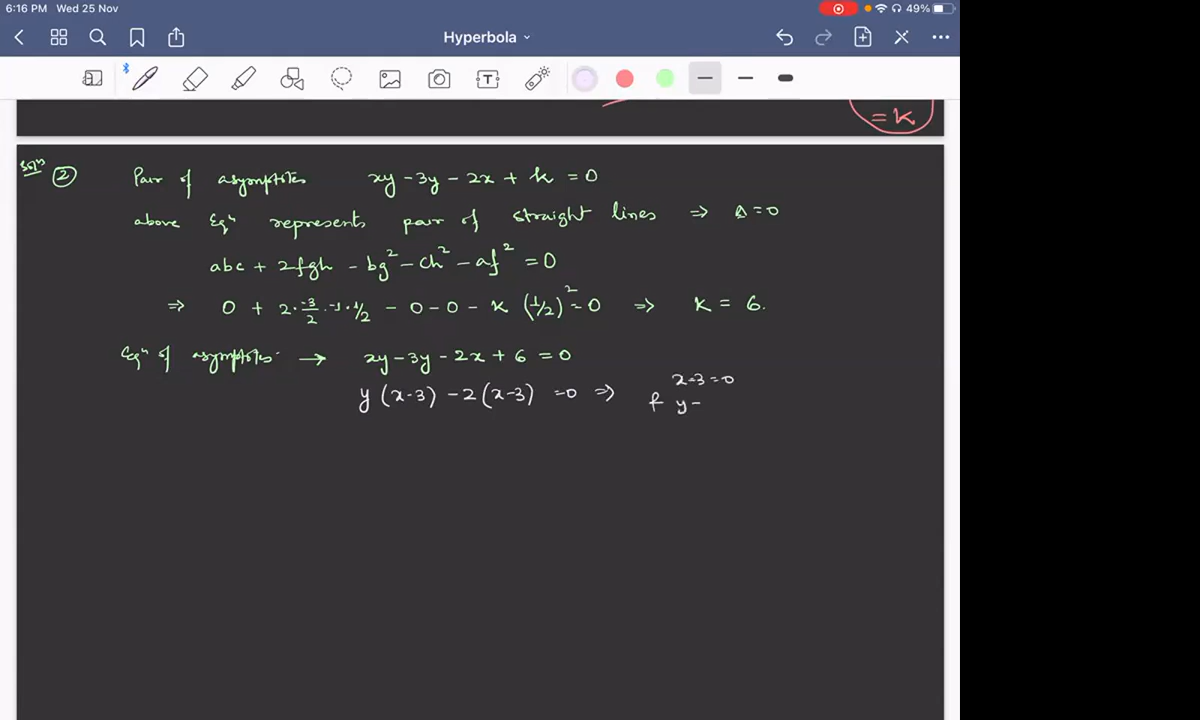 6:16 PM Wed 25 Nov
49%
Hyperbola
= K
Solⁿ ② Pair of asymptotes xy - 3y - 2x + k = 0
above Eqⁿ represents pair of straight lines ⇒ Δ = 0
abc + 2fgh - bg² - ch² - af² = 0
⇒ 0 + 2·-3/2·-1·1/2 - 0 - 0 - K (1/2)² = 0 ⇒ K = 6.
Eqⁿ of asymptotes → xy - 3y - 2x + 6 = 0
y (x-3) - 2 (x-3) = 0 ⇒ x-3 = 0
& y -